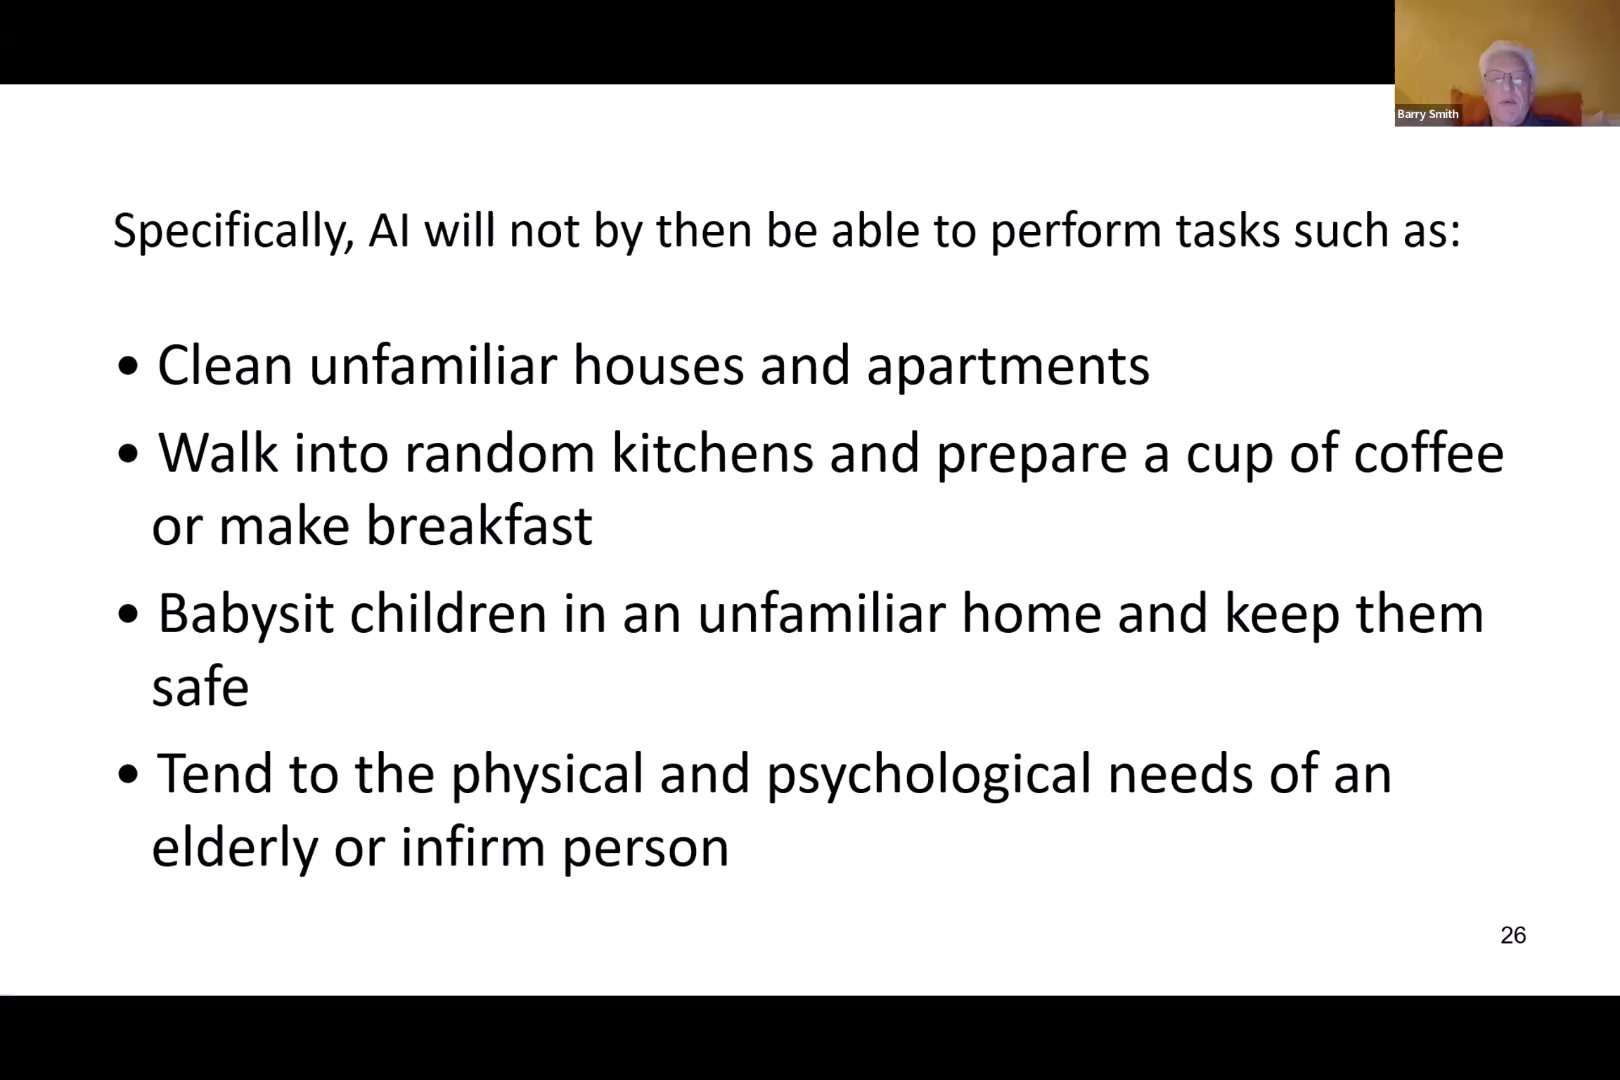 Barry Smith
Specifically, AI will not by then be able to perform tasks such as:
• Clean unfamiliar houses and apartments
• Walk into random kitchens and prepare a cup of coffee
or make breakfast
• Babysit children in an unfamiliar home and keep them
safe
• Tend to the physical and psychological needs of an
elderly or infirm person
26